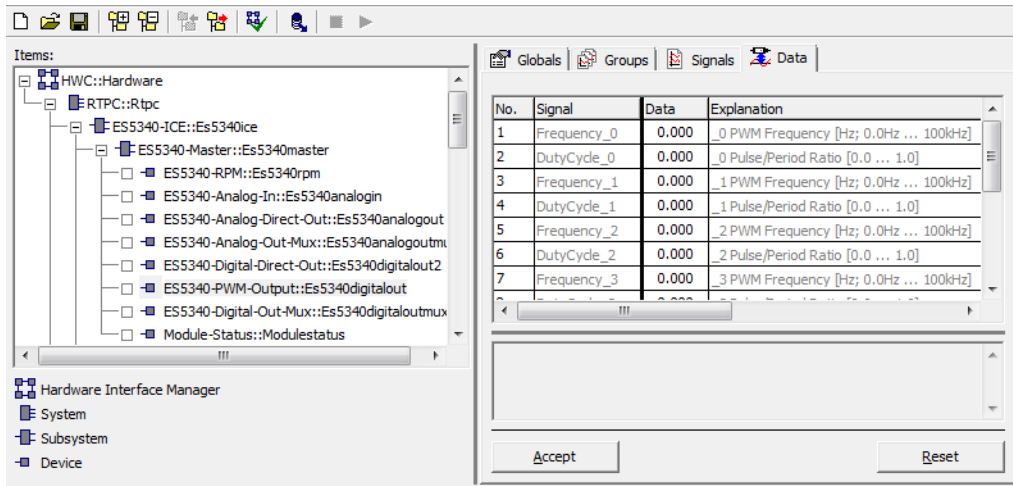 Items:
HWC::Hardware
RTPC::Rtpc
ES5340-ICE::Es5340ice
ES5340-Master::Es5340master
ES5340-RPM::Es5340rpm
ES5340-Analog-In::Es5340analogin
ES5340-Analog-Direct-Out::Es5340analogout
ES5340-Analog-Out-Mux::Es5340analogoutmu
ES5340-Digital-Direct-Out::Es5340digitalout2
ES5340-PWM-Output::Es5340digitalout
ES5340-Digital-Out-Mux::Es5340digitaloutmux
Module-Status::Modulestatus
Hardware Interface Manager
System
Subsystem
Device
Globals Groups Signals Data
No. Signal Data Explanation
1 Frequency_0 0.000 _0 PWM Frequency [Hz; 0.0Hz ... 100kHz]
2 DutyCycle_0 0.000 _0 Pulse/Period Ratio [0.0 ... 1.0]
3 Frequency_1 0.000 _1 PWM Frequency [Hz; 0.0Hz ... 100kHz]
4 DutyCycle_1 0.000 _1 Pulse/Period Ratio [0.0 ... 1.0]
5 Frequency_2 0.000 _2 PWM Frequency [Hz; 0.0Hz ... 100kHz]
6 DutyCycle_2 0.000 _2 Pulse/Period Ratio [0.0 ... 1.0]
7 Frequency_3 0.000 _3 PWM Frequency [Hz; 0.0Hz ... 100kHz]
Accept Reset